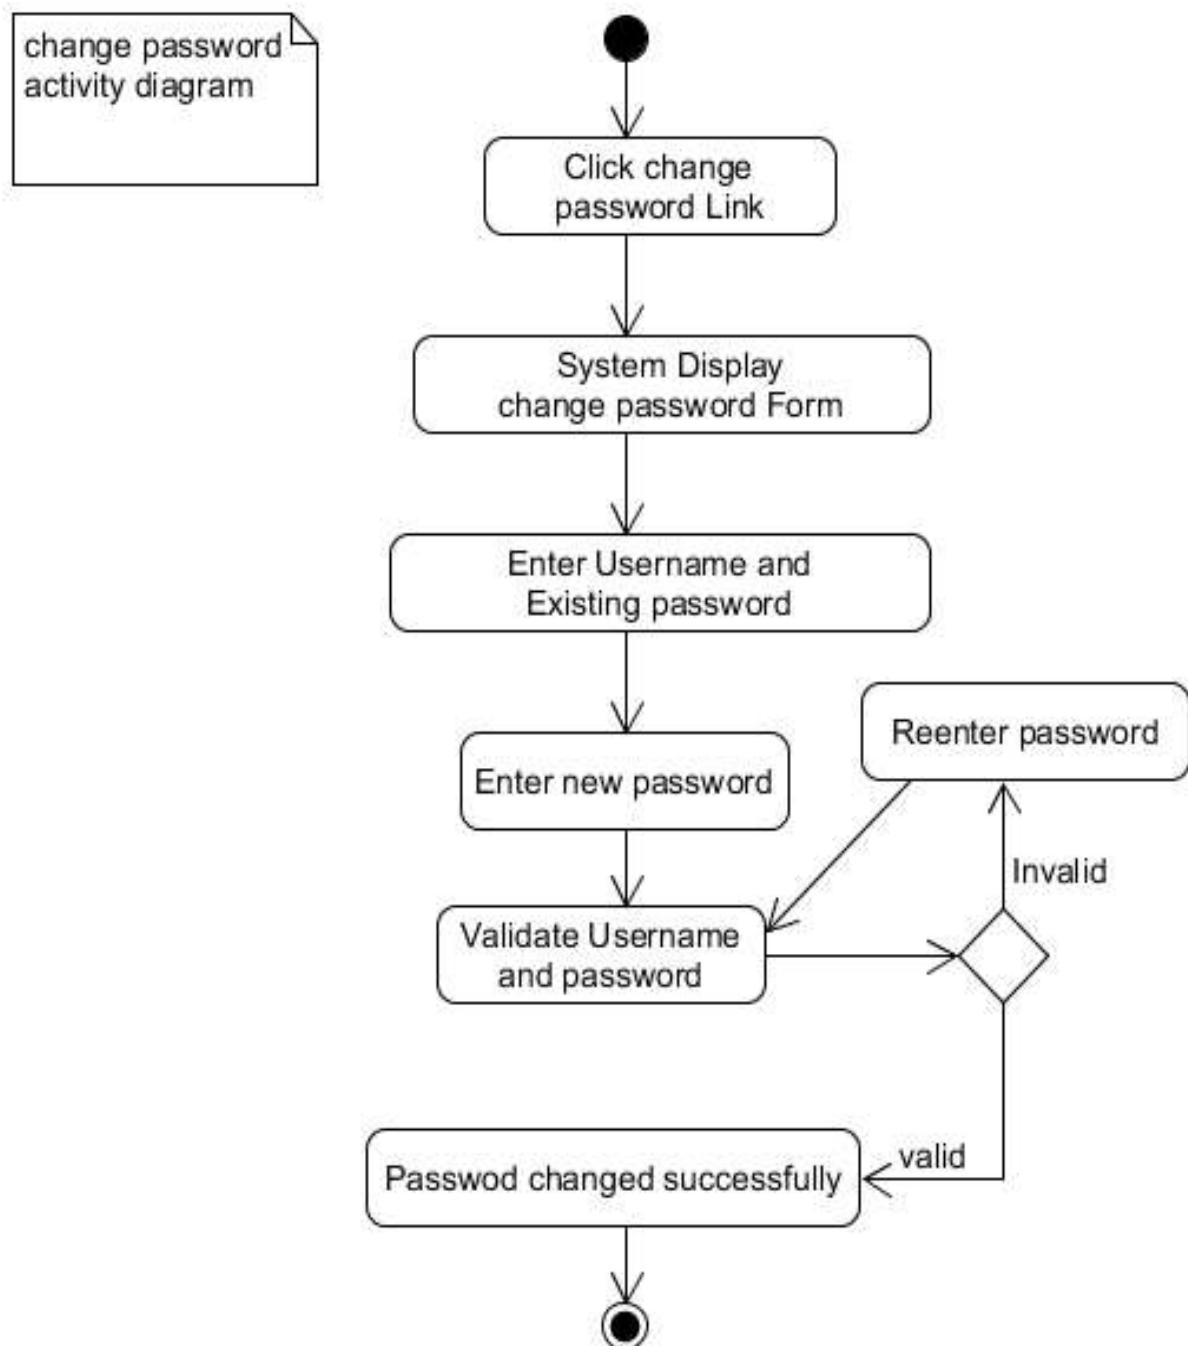 change password
activity diagram
Click change
password Link
System Display
change password Form
Enter Username and
Existing password
Reenter password
Enter new password
Invalid
Validate Username
and password
valid
Passwod changed successfully